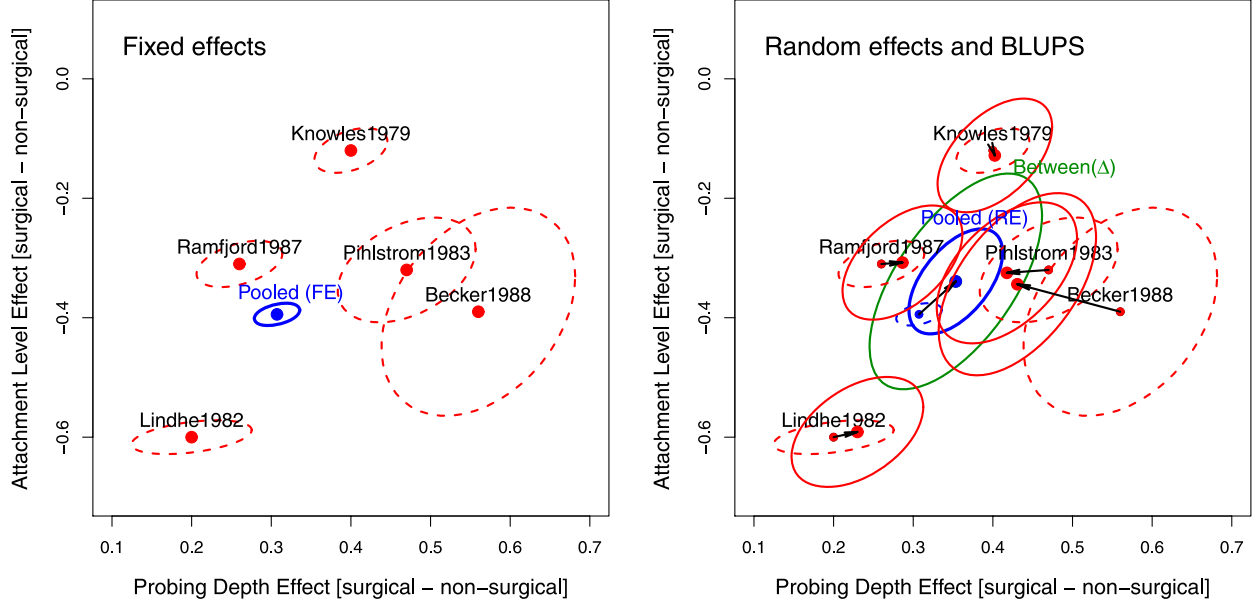 Fixed effects
Attachment Level Effect [surgical − non−surgical]
0.0
−0.2
−0.4
−0.6
Knowles1979
Ramfjord1987
Pihlstrom1983
Pooled (FE)
Becker1988
Lindhe1982
0.1 0.2 0.3 0.4 0.5 0.6 0.7
Probing Depth Effect [surgical − non−surgical]
Random effects and BLUPS
Attachment Level Effect [surgical − non−surgical]
0.0
−0.2
−0.4
−0.6
Knowles1979
Between(Δ)
Pooled (RE)
Ramfjord1987
Pihlstrom1983
Becker1988
Lindhe1982
0.1 0.2 0.3 0.4 0.5 0.6 0.7
Probing Depth Effect [surgical − non−surgical]